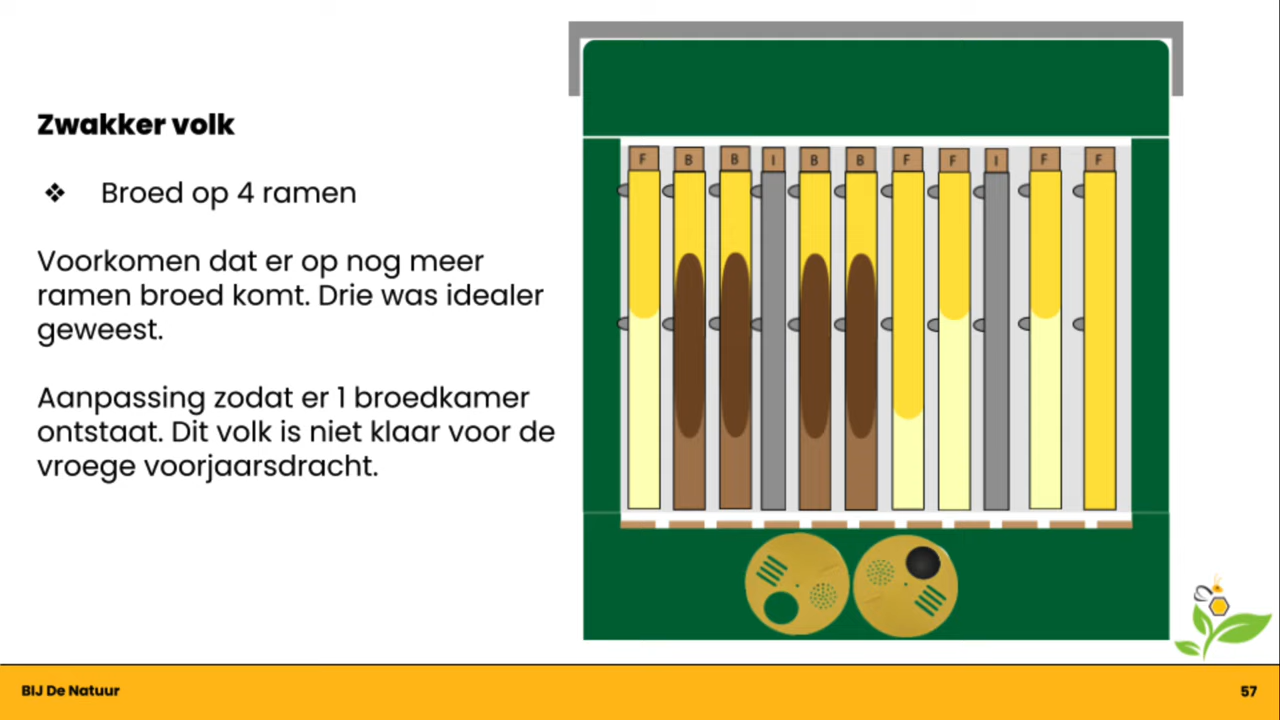 Zwakker volk
❖ Broed op 4 ramen
Voorkomen dat er op nog meer
ramen broed komt. Drie was idealer
geweest.
Aanpassing zodat er 1 broedkamer
ontstaat. Dit volk is niet klaar voor de
vroege voorjaarsdracht.
F B B I B B F F I F F
BIJ De Natuur
57